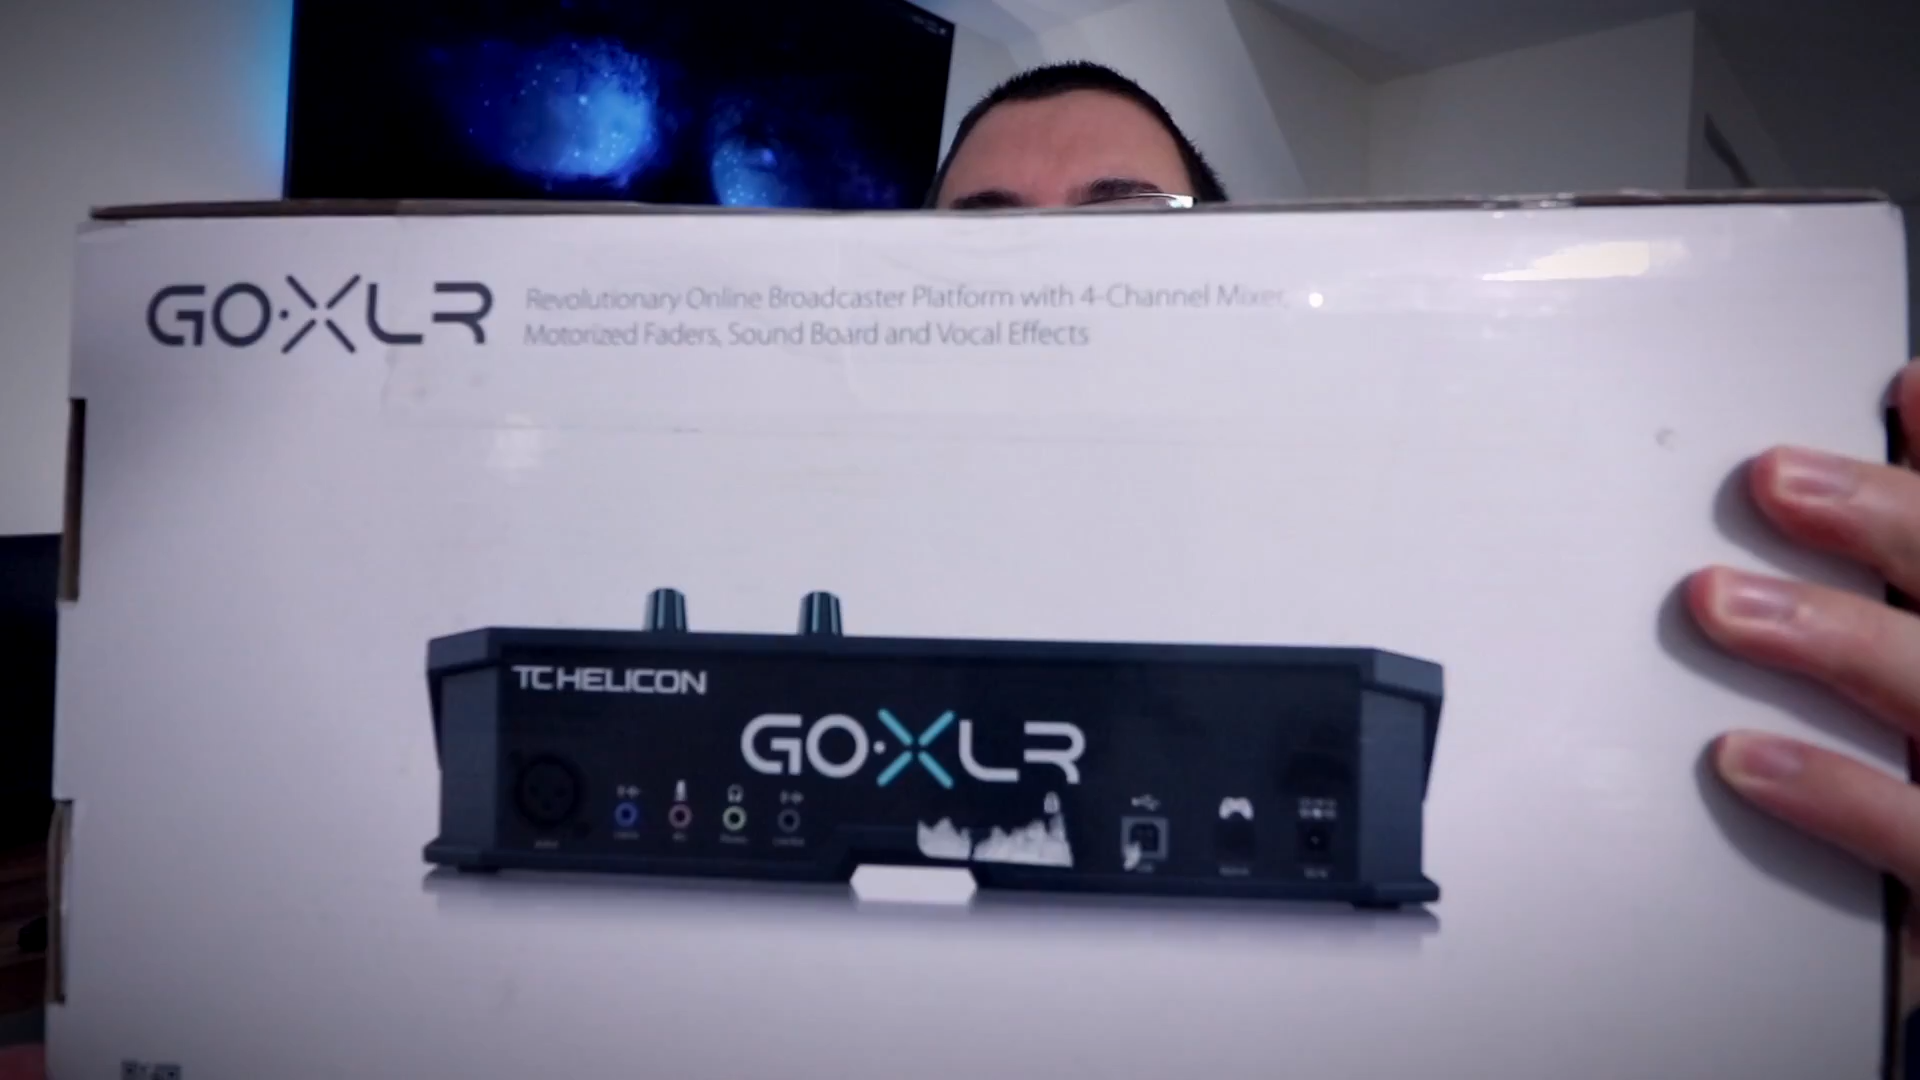 GO·XLR
Revolutionary Online Broadcaster Platform with 4-Channel Mixer,
Motorized Faders, Sound Board and Vocal Effects
TC HELICON
GO·XLR